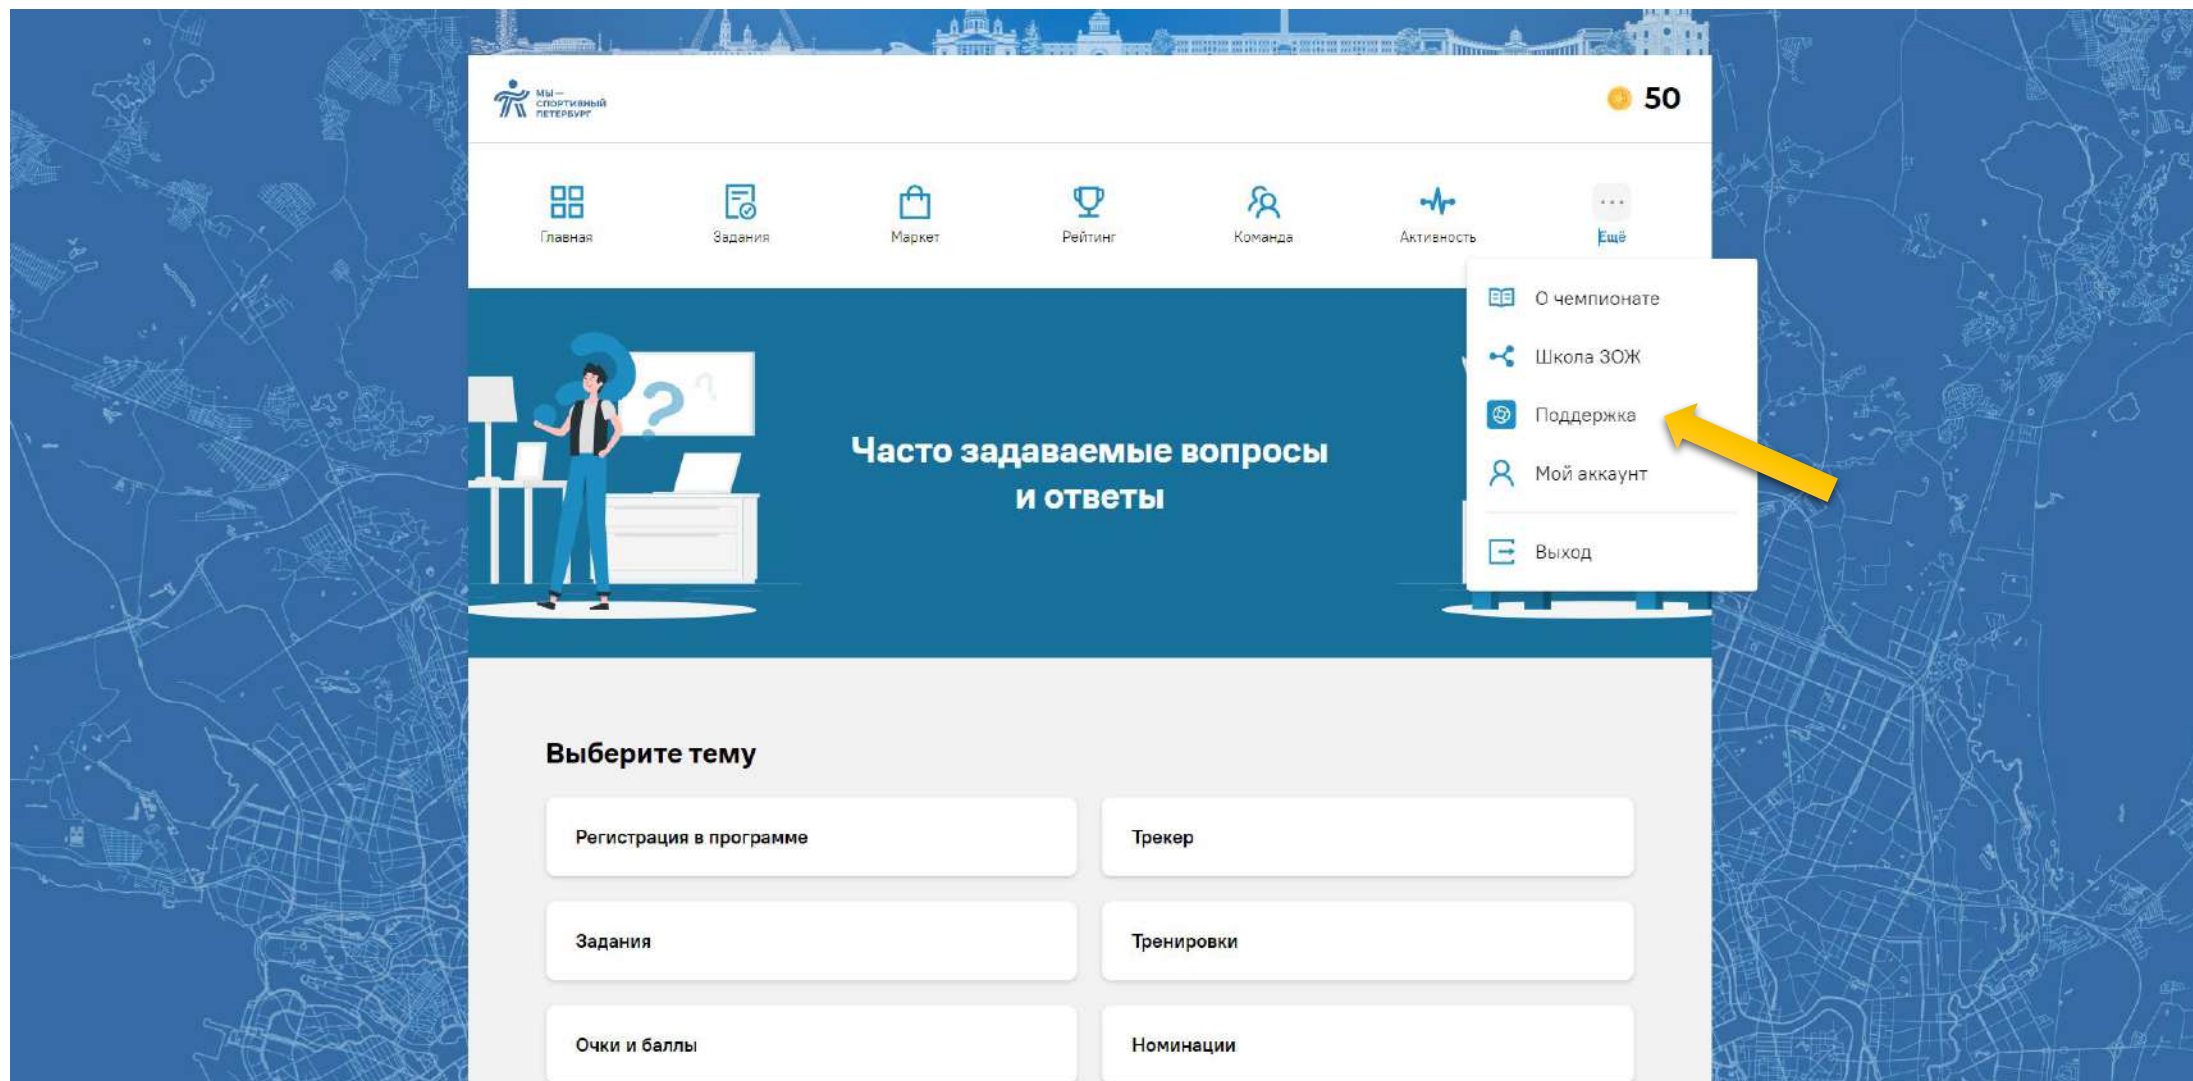 МЫ —
СПОРТИВНЫЙ
ПЕТЕРБУРГ
50
Главная
Задания
Маркет
Рейтинг
Команда
Активность
Ещё
О чемпионате
Школа ЗОЖ
Поддержка
Мой аккаунт
Выход
Часто задаваемые вопросы
и ответы
Выберите тему
Регистрация в программе
Трекер
Задания
Тренировки
Очки и баллы
Номинации